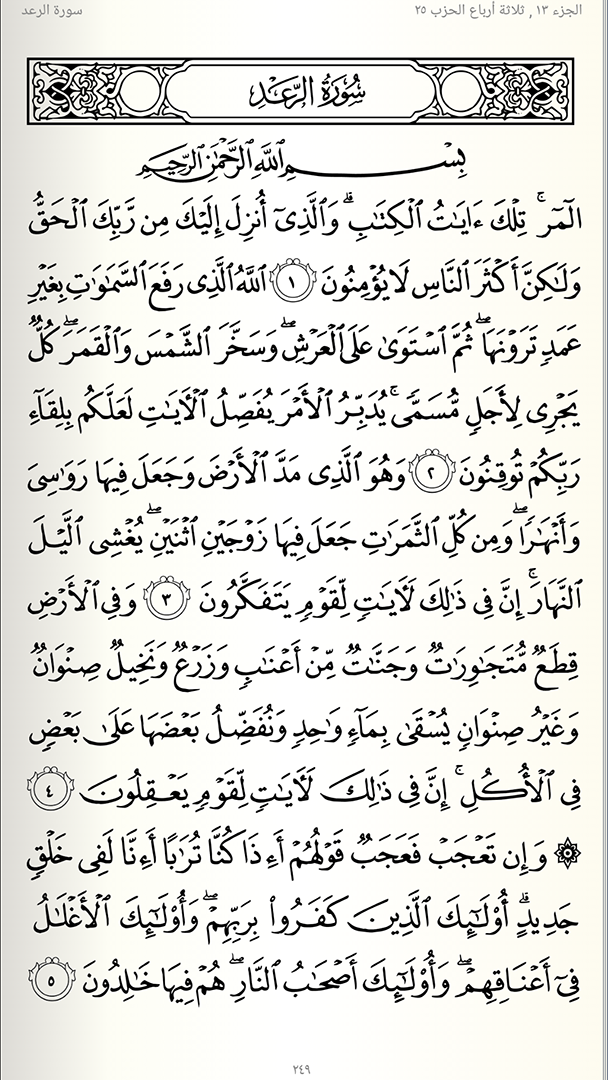 الجزء ١٣ , ثلاثة أرباع الحزب ٢٥ سورة الرعد
سُورَةُ الرَّعْدِ
بِسْمِ ٱللَّهِ ٱلرَّحْمَٰنِ ٱلرَّحِيمِ
الٓمٓرۚ تِلْكَ ءَايَٰتُ ٱلْكِتَٰبِۗ وَٱلَّذِىٓ أُنزِلَ إِلَيْكَ مِن رَّبِّكَ ٱلْحَقُّ
وَلَٰكِنَّ أَكْثَرَ ٱلنَّاسِ لَا يُؤْمِنُونَ ١ ٱللَّهُ ٱلَّذِى رَفَعَ ٱلسَّمَٰوَٰتِ بِغَيْرِ
عَمَدٍ تَرَوْنَهَاۖ ثُمَّ ٱسْتَوَىٰ عَلَى ٱلْعَرْشِۖ وَسَخَّرَ ٱلشَّمْسَ وَٱلْقَمَرَۖ كُلٌّ
يَجْرِى لِأَجَلٍ مُّسَمًّىۚ يُدَبِّرُ ٱلْأَمْرَ يُفَصِّلُ ٱلْءَايَٰتِ لَعَلَّكُم بِلِقَآءِ
رَبِّكُمْ تُوقِنُونَ ٢ وَهُوَ ٱلَّذِى مَدَّ ٱلْأَرْضَ وَجَعَلَ فِيهَا رَوَٰسِىَ
وَأَنْهَٰرًاۖ وَمِن كُلِّ ٱلثَّمَرَٰتِ جَعَلَ فِيهَا زَوْجَيْنِ ٱثْنَيْنِۖ يُغْشِى ٱلَّيْلَ
ٱلنَّهَارَۚ إِنَّ فِى ذَٰلِكَ لَءَايَٰتٍ لِّقَوْمٍ يَتَفَكَّرُونَ ٣ وَفِى ٱلْأَرْضِ
قِطَعٌ مُّتَجَٰوِرَٰتٌ وَجَنَّٰتٌ مِّنْ أَعْنَٰبٍ وَزَرْعٌ وَنَخِيلٌ صِنْوَانٌ
وَغَيْرُ صِنْوَانٍ يُسْقَىٰ بِمَآءٍ وَٰحِدٍ وَنُفَضِّلُ بَعْضَهَا عَلَىٰ بَعْضٍ
فِى ٱلْأُكُلِۚ إِنَّ فِى ذَٰلِكَ لَءَايَٰتٍ لِّقَوْمٍ يَعْقِلُونَ ٤
۞ وَإِن تَعْجَبْ فَعَجَبٌ قَوْلُهُمْ أَءِذَا كُنَّا تُرَٰبًا أَءِنَّا لَفِى خَلْقٍ
جَدِيدٍۗ أُو۟لَٰٓئِكَ ٱلَّذِينَ كَفَرُوا۟ بِرَبِّهِمْۖ وَأُو۟لَٰٓئِكَ ٱلْأَغْلَٰلُ
فِىٓ أَعْنَاقِهِمْۖ وَأُو۟لَٰٓئِكَ أَصْحَٰبُ ٱلنَّارِۖ هُمْ فِيهَا خَٰلِدُونَ ٥
٢٤٩